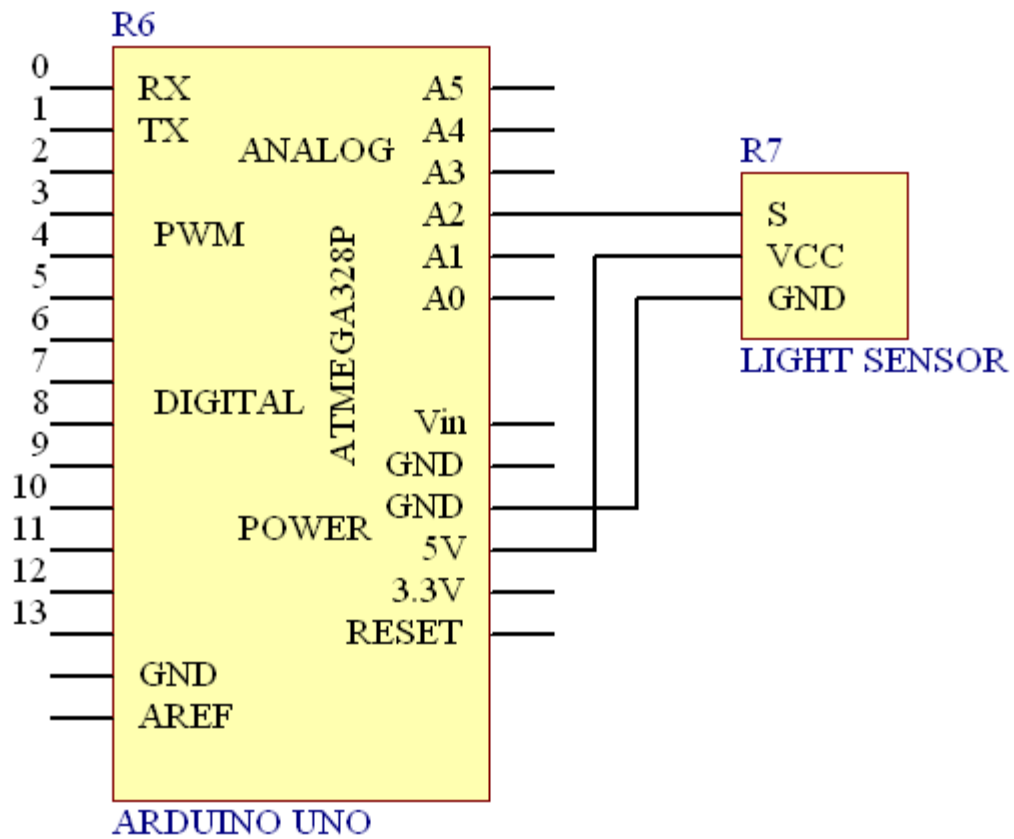 R6
0
1
2
3
4
5
6
7
8
9
10
11
12
13
RX
TX
ANALOG
PWM
ATMEGA328P
DIGITAL
POWER
GND
AREF
A5
A4
A3
A2
A1
A0
Vin
GND
GND
5V
3.3V
RESET
ARDUINO UNO
R7
S
VCC
GND
LIGHT SENSOR